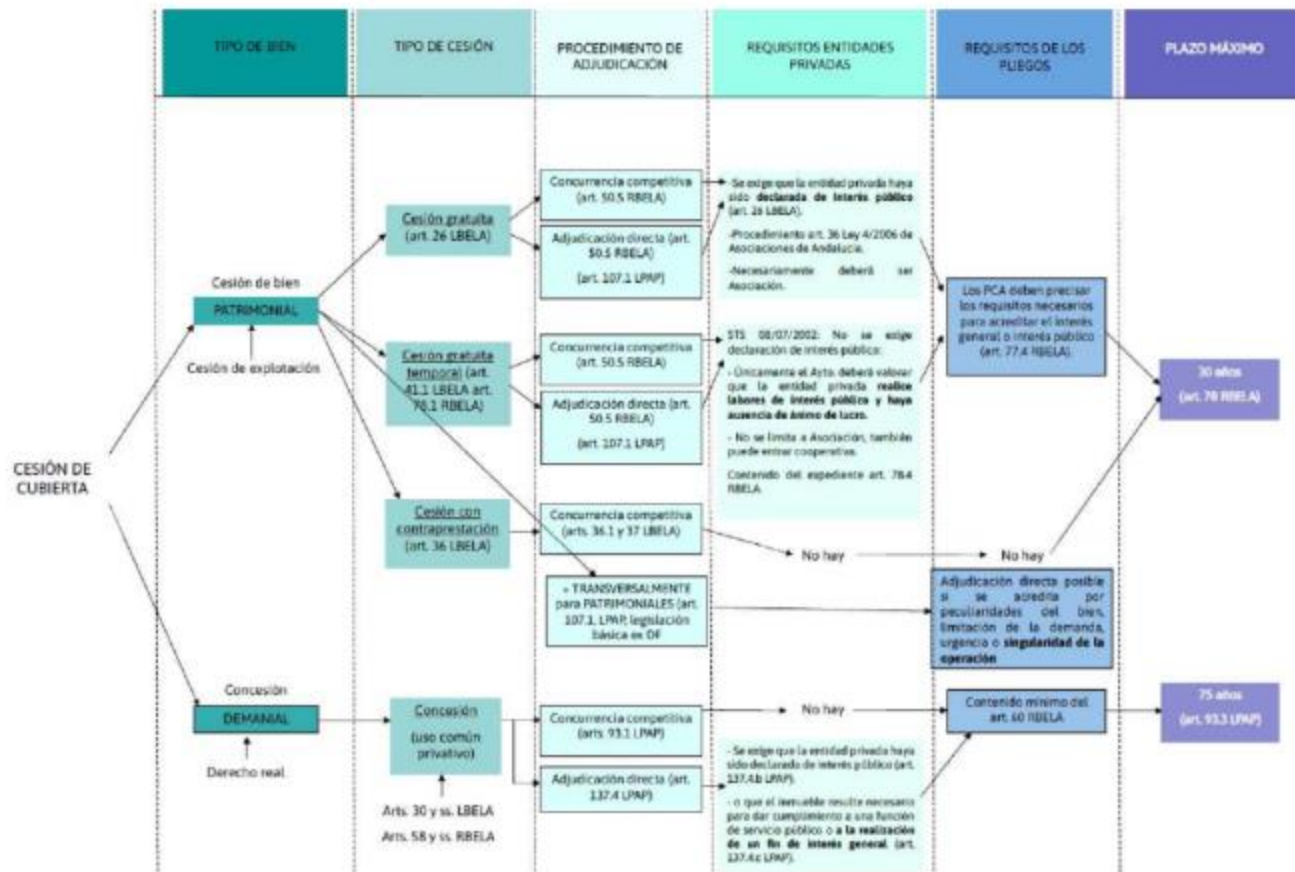 TIPO DE BIEN
TIPO DE CESIÓN
PROCEDIMIENTO DE
ADJUDICACIÓN
REQUISITOS ENTIDADES
PRIVADAS
REQUISITOS DE LOS
PLIEGOS
PLAZO MÁXIMO
CESIÓN DE
CUBIERTA
Cesión de bien
PATRIMONIAL
Cesión de explotación
Cesión gratuita
(art. 26 LBELA)
Concurrencia competitiva
(art. 50.5 RBELA)
Adjudicación directa (art.
50.5 RBELA)
(art. 107.1 LPAP)
-Se exige que la entidad privada haya
sido declarada de interés público
(art. 26 LBELA).
-Procedimiento art. 36 Ley 4/2006 de
Asociaciones de Andalucía.
-Necesariamente deberá ser
Asociación.
Los PCA deben precisar
los requisitos necesarios
para acreditar el interés
general o interés público
(art. 77.4 RBELA).
30 años
(art. 78 RBELA)
Cesión gratuita
temporal (art.
41.1 LBELA art.
78.1 RBELA)
Concurrencia competitiva
(art. 50.5 RBELA)
Adjudicación directa (art.
50.5 RBELA)
(art. 107.1 LPAP)
STS 08/07/2002: No se exige
declaración de interés público:
- Únicamente el Ayto. deberá valorar
que la entidad privada realice
labores de interés público y haya
ausencia de ánimo de lucro.
- No se limita a Asociación, también
puede entrar cooperativa.
Contenido del expediente art. 78.4
RBELA
Cesión con
contraprestación
(art. 36 LBELA)
Concurrencia competitiva
(arts. 36.1 y 37 LBELA)
No hay
No hay
+ TRANSVERSALMENTE
para PATRIMONIALES (art.
107.1, LPAP, legislación
básica ex DF
Adjudicación directa posible
si se acredita por
peculiaridades del bien,
limitación de la demanda,
urgencia o singularidad de la
operación
Concesión
DEMANIAL
Derecho real
Concesión
(uso común
privativo)
Arts. 30 y ss. LBELA
Arts. 58 y ss. RBELA
Concurrencia competitiva
(arts. 93.1 LPAP)
Adjudicación directa (art.
137.4 LPAP)
No hay
- Se exige que la entidad privada haya
sido declarada de interés público (art.
137.4.b LPAP).
- o que el inmueble resulte necesario
para dar cumplimiento a una función
de servicio público o a la realización
de un fin de interés general (art.
137.4.c LPAP).
Contenido mínimo del
art. 60 RBELA
75 años
(art. 93.3 LPAP)